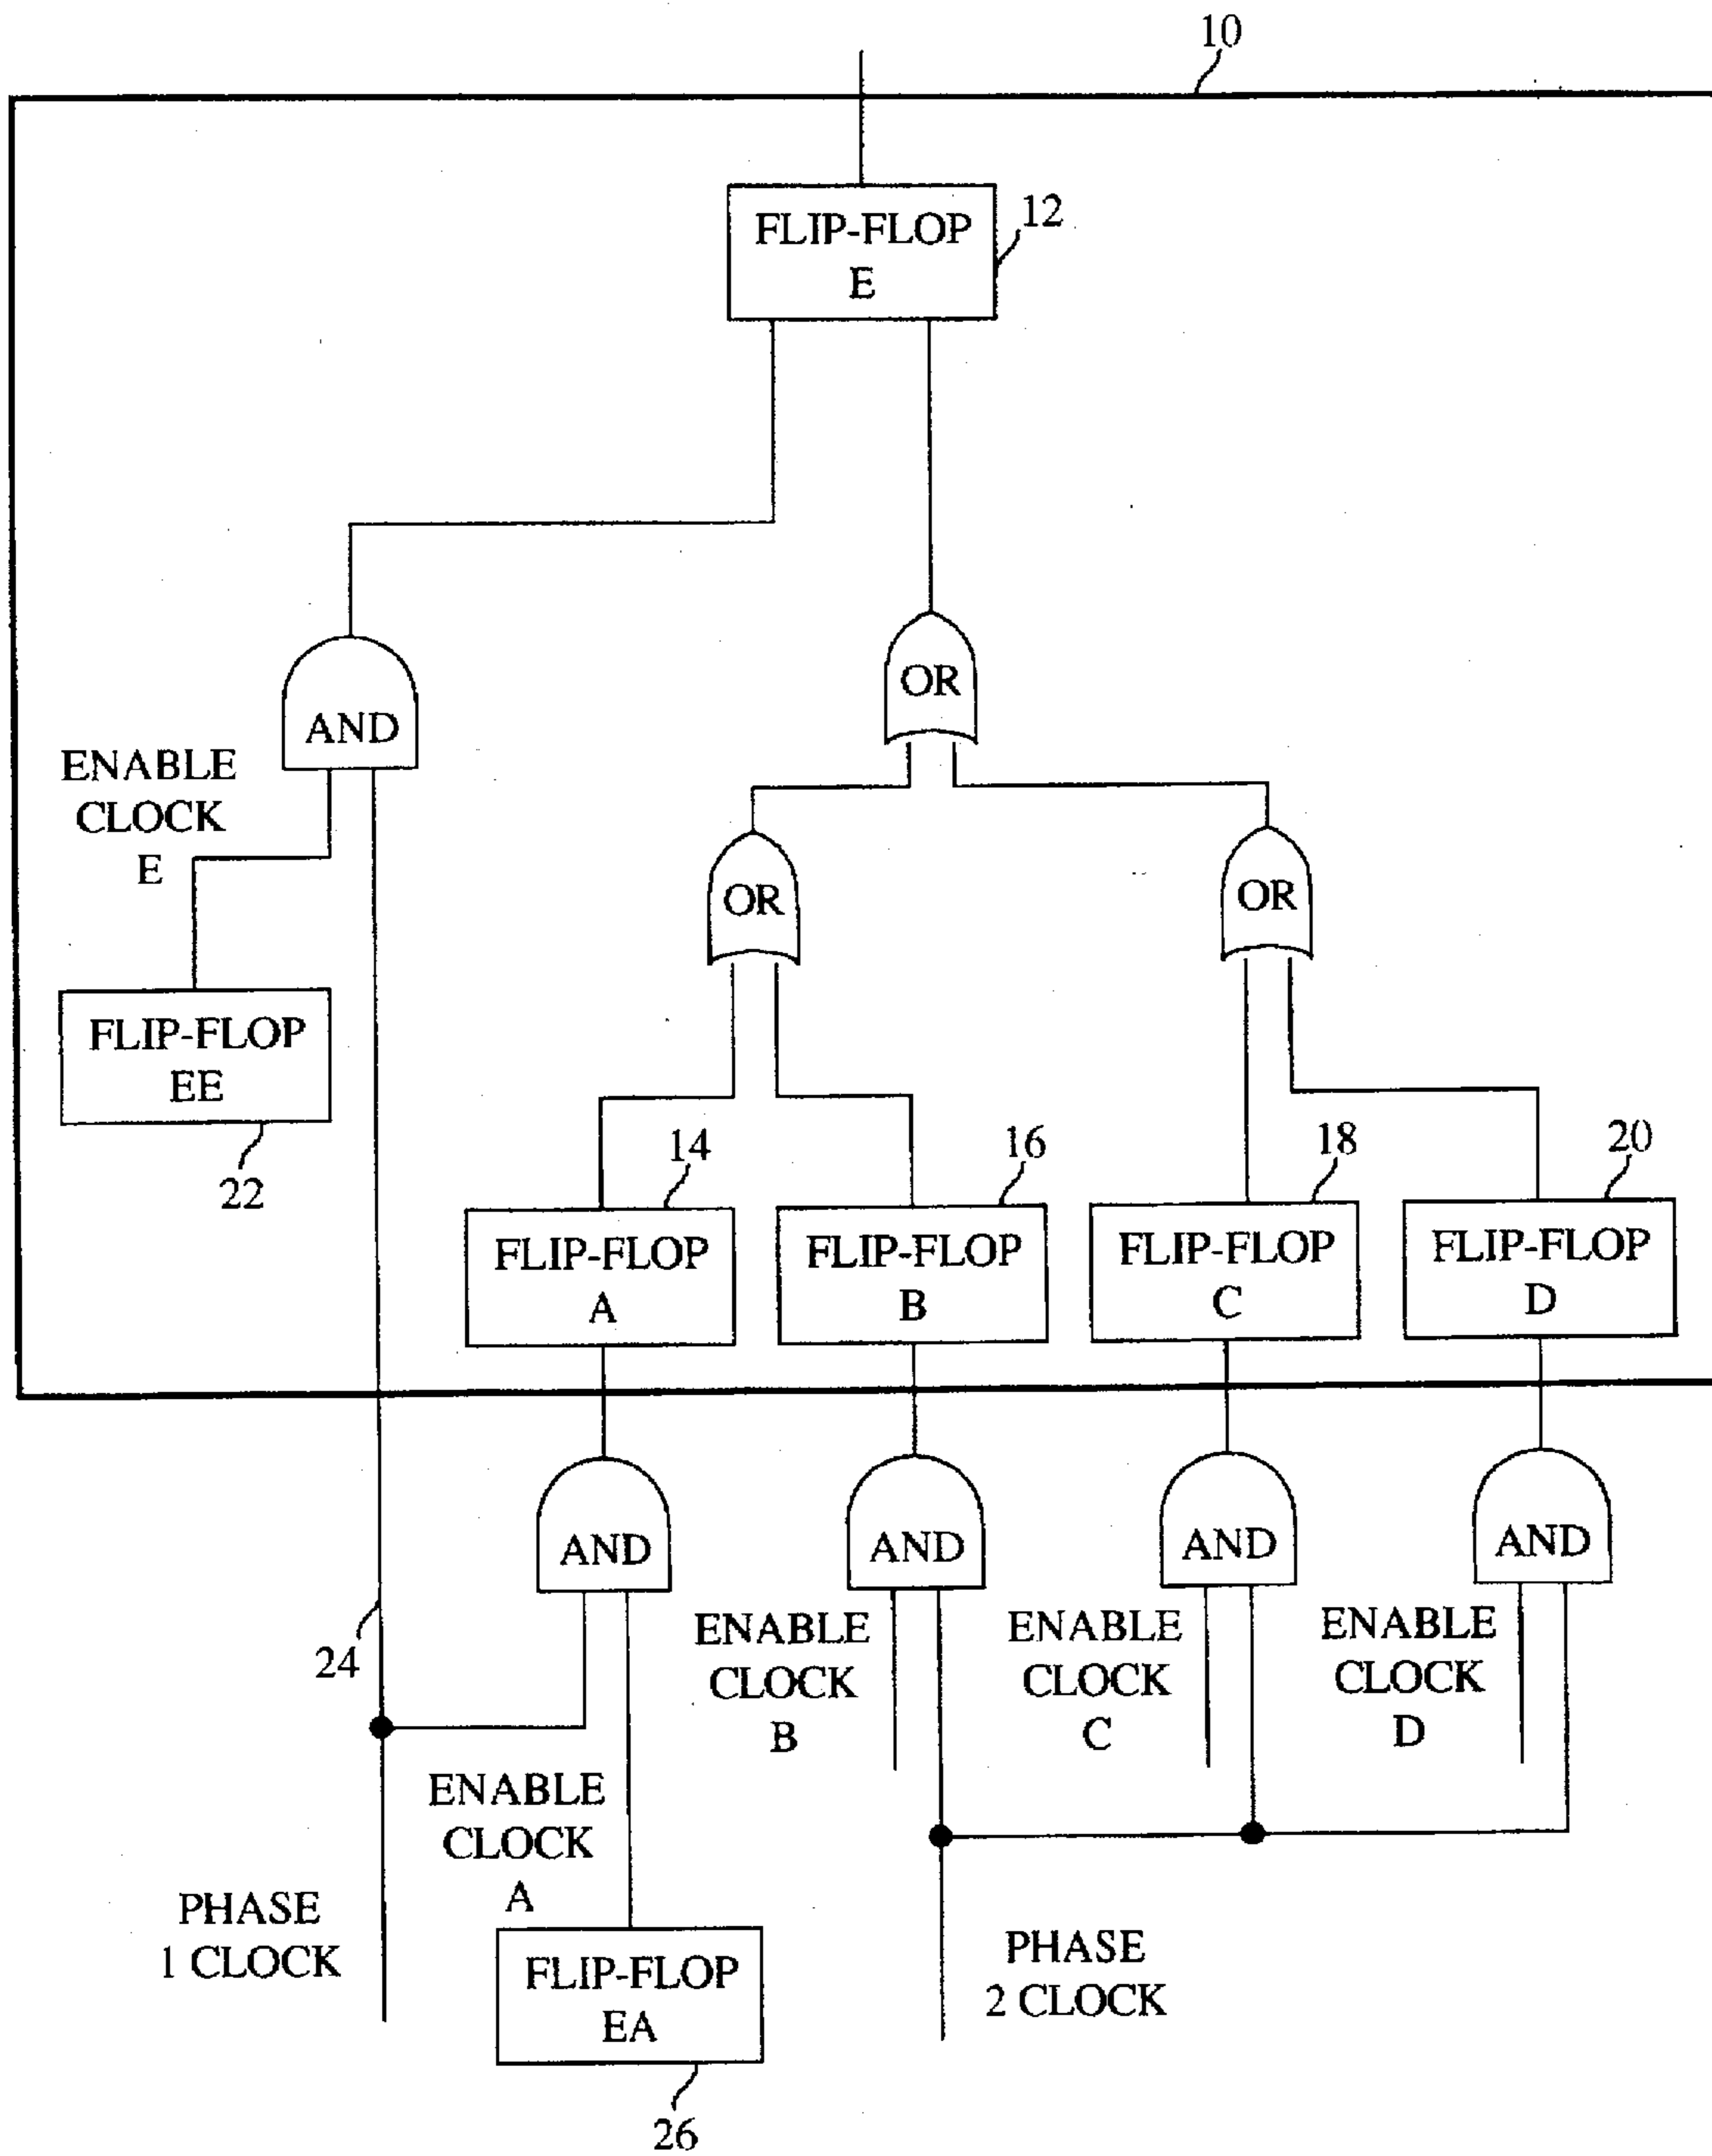 10
FLIP-FLOP
E
12
OR
AND
ENABLE
CLOCK
E
OR
OR
FLIP-FLOP
EE
22
14
16
18
20
FLIP-FLOP
A
FLIP-FLOP
B
FLIP-FLOP
C
FLIP-FLOP
D
AND
AND
AND
AND
24
ENABLE
CLOCK
B
ENABLE
CLOCK
C
ENABLE
CLOCK
D
ENABLE
CLOCK
A
PHASE
1 CLOCK
FLIP-FLOP
EA
PHASE
2 CLOCK
26